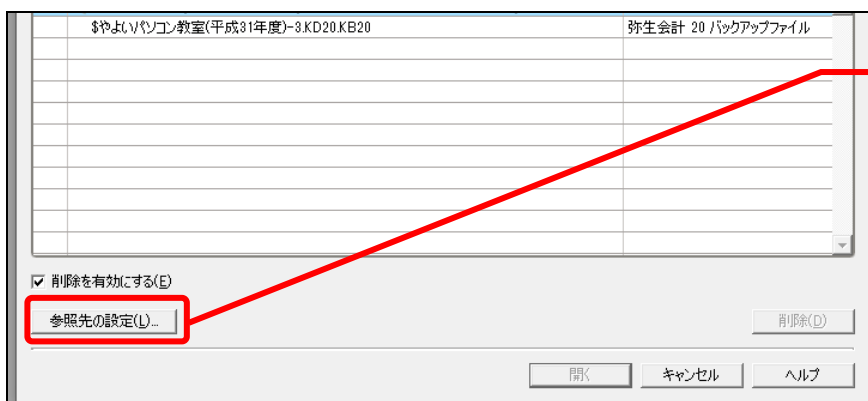 $やよいパソコン教室(平成31年度)-3.KD20.KB20 弥生会計 20 バックアップファイル
削除を有効にする(E)
参照先の設定(L)... 削除(D)
開く キャンセル ヘルプ